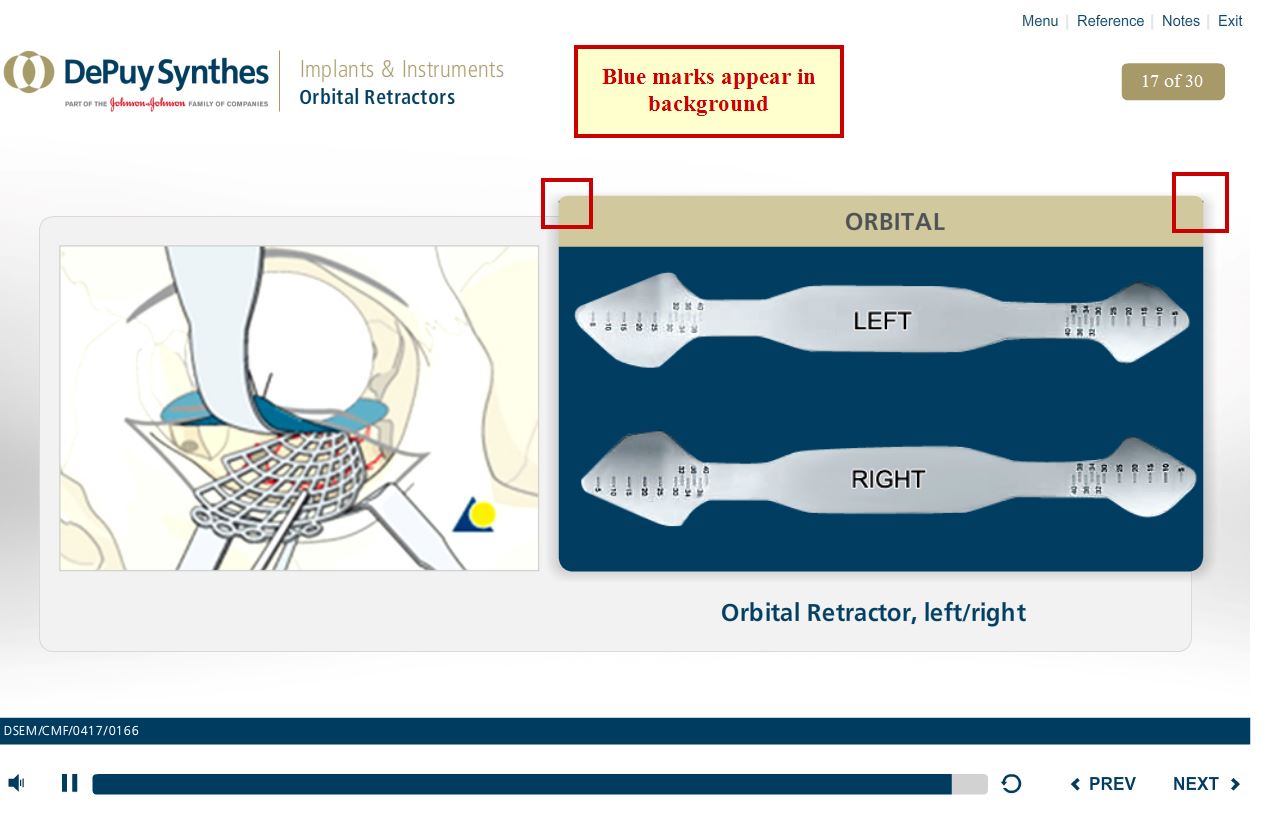 Menu | Reference | Notes | Exit
DePuy Synthes
PART OF THE Johnson & Johnson FAMILY OF COMPANIES
Implants & Instruments
Orbital Retractors
Blue marks appear in
background
17 of 30
ORBITAL
LEFT
RIGHT
Orbital Retractor, left/right
DSEM/CMF/0417/0166
PREV
NEXT